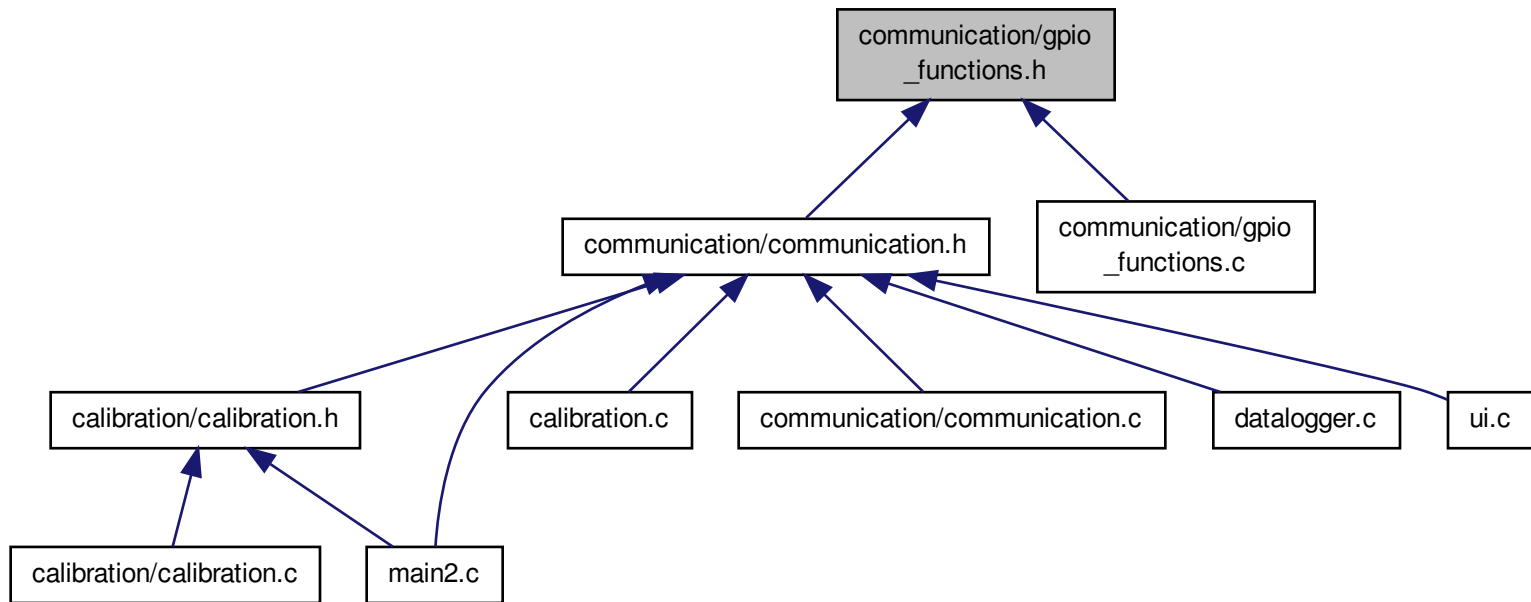 communication/gpio
_functions.h
communication/communication.h
communication/gpio
_functions.c
calibration/calibration.h
calibration.c
communication/communication.c
datalogger.c
ui.c
calibration/calibration.c
main2.c